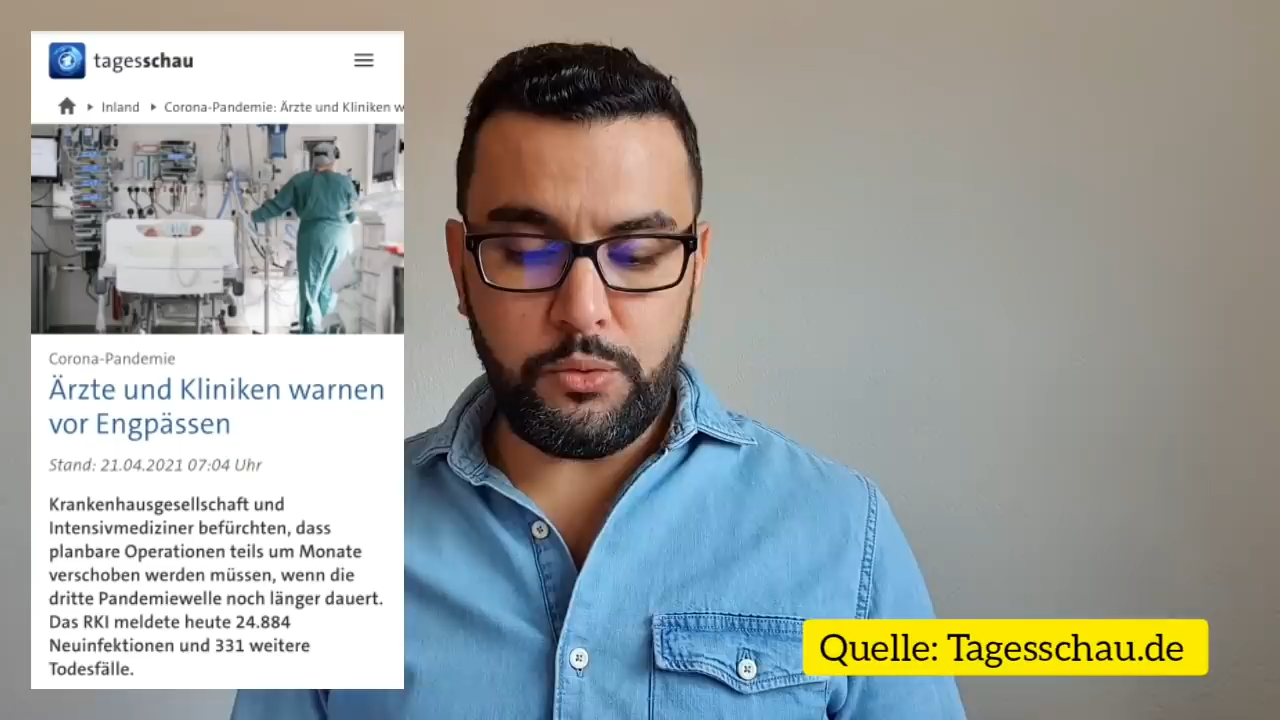 tagesschau
Inland Corona-Pandemie: Ärzte und Kliniken w
Corona-Pandemie
Ärzte und Kliniken warnen
vor Engpässen
Stand: 21.04.2021 07:04 Uhr
Krankenhausgesellschaft und
Intensivmediziner befürchten, dass
planbare Operationen teils um Monate
verschoben werden müssen, wenn die
dritte Pandemiewelle noch länger dauert.
Das RKI meldete heute 24.884
Neuinfektionen und 331 weitere
Todesfälle.
Quelle: Tagesschau.de